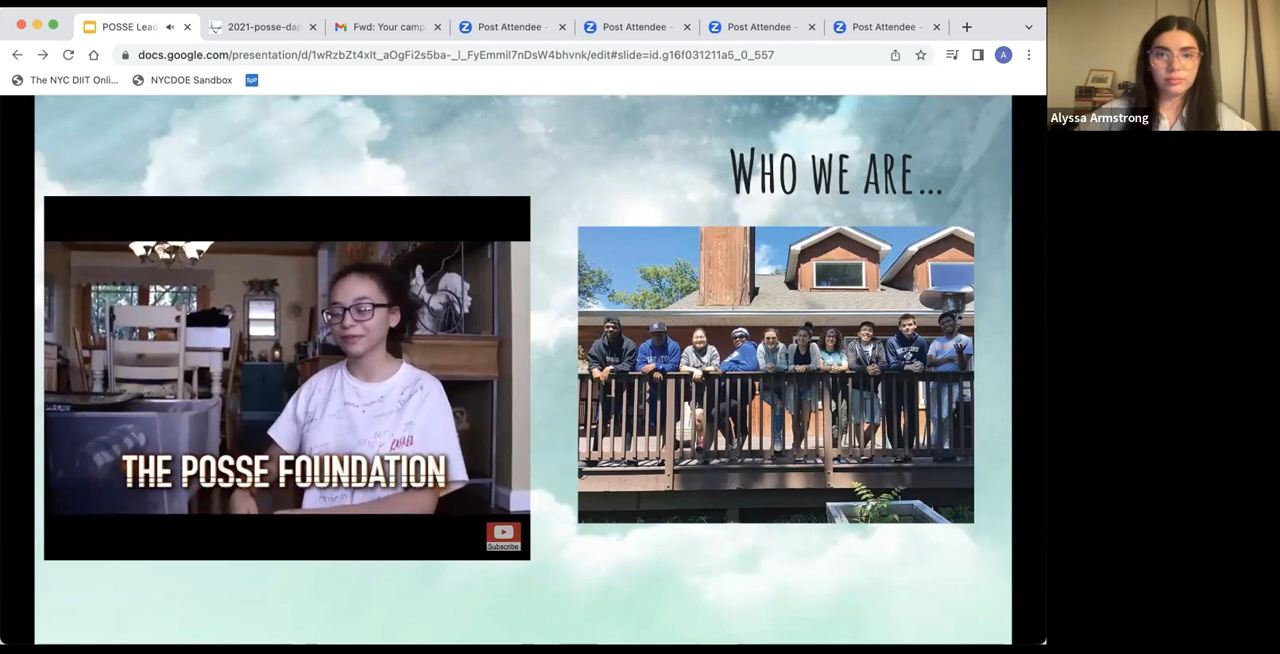 POSSE Lead
2021-posse-dap
Fwd: Your camp
Post Attendee -
Post Attendee -
Post Attendee -
Post Attendee -
docs.google.com/presentation/d/1wRzbZt4xlt_aOgFi2s5ba-_l_FyEmmil7nDsW4bhvnk/edit#slide=id.g16f031211a5_0_557
A
The NYC DIIT Onli...
NYCDOE Sandbox
WHO WE ARE...
THE POSSE FOUNDATION
Subscribe
Alyssa Armstrong